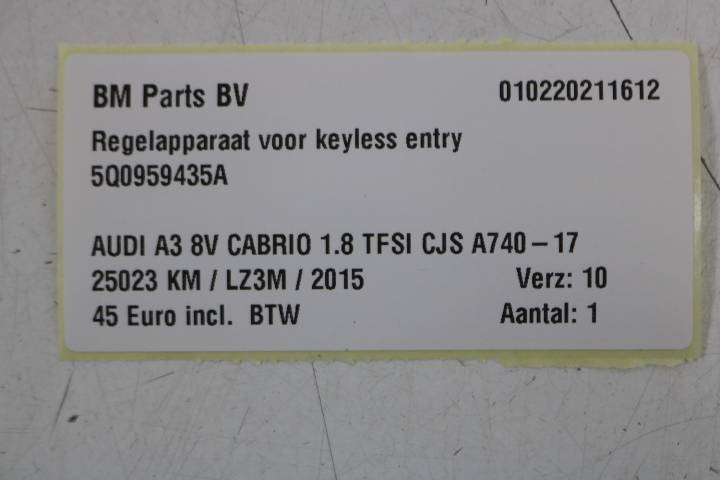 BM Parts BV 010220211612
Regelapparaat voor keyless entry
5Q0959435A
AUDI A3 8V CABRIO 1.8 TFSI CJS A740 – 17
25023 KM / LZ3M / 2015 Verz: 10
45 Euro incl. BTW Aantal: 1